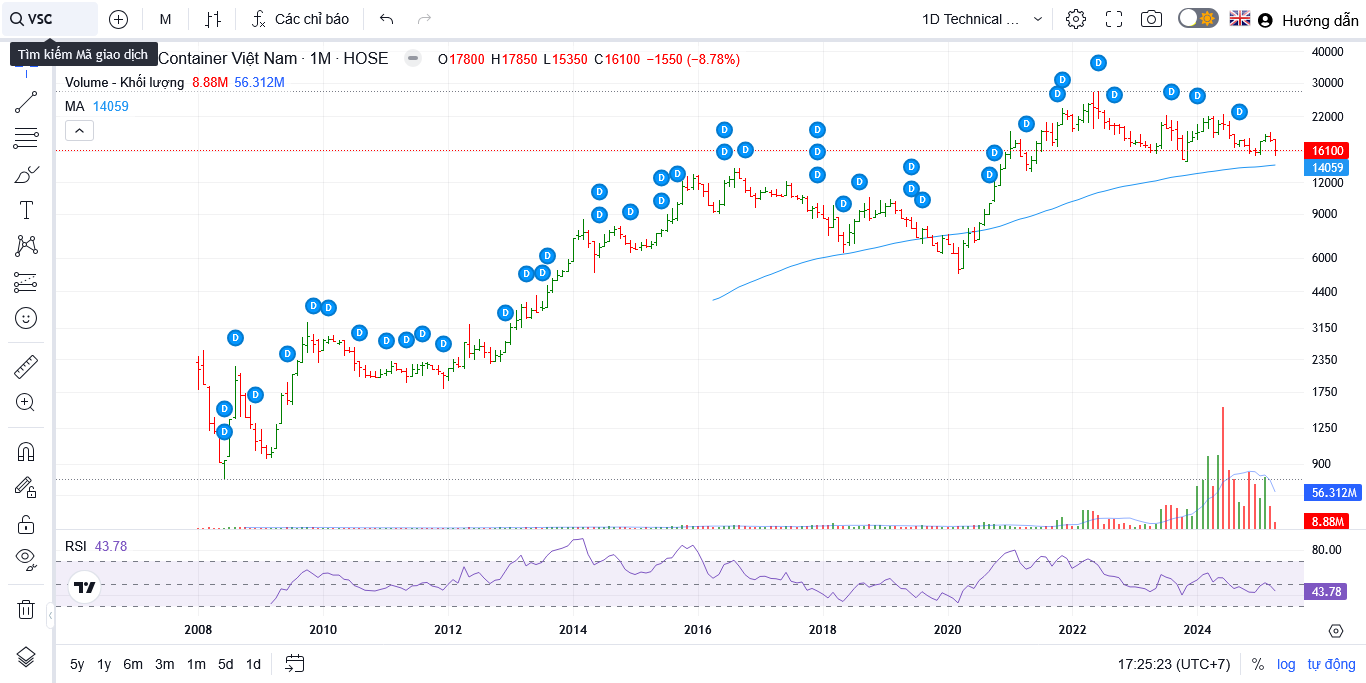 VSC
M
Các chỉ báo
1D Technical ...
Hướng dẫn
Tìm kiếm Mã giao dịch
Container Việt Nam · 1M · HOSE
O17800 H17850 L15350 C16100 −1550 (−8.78%)
Volume - Khối lượng 8.88M 56.312M
MA 14059
40000
30000
22000
16100
14059
12000
9000
6000
4400
3150
2350
1750
1250
900
56.312M
8.88M
D D D D D D D D D D D D D D D D D D D D D D D D D D D D D D D D D D D D D D D D D D D D D
RSI 43.78
80.00
43.78
2008 2010 2012 2014 2016 2018 2020 2022 2024
5y 1y 6m 3m 1m 5d 1d
17:25:23 (UTC+7) % log tự động